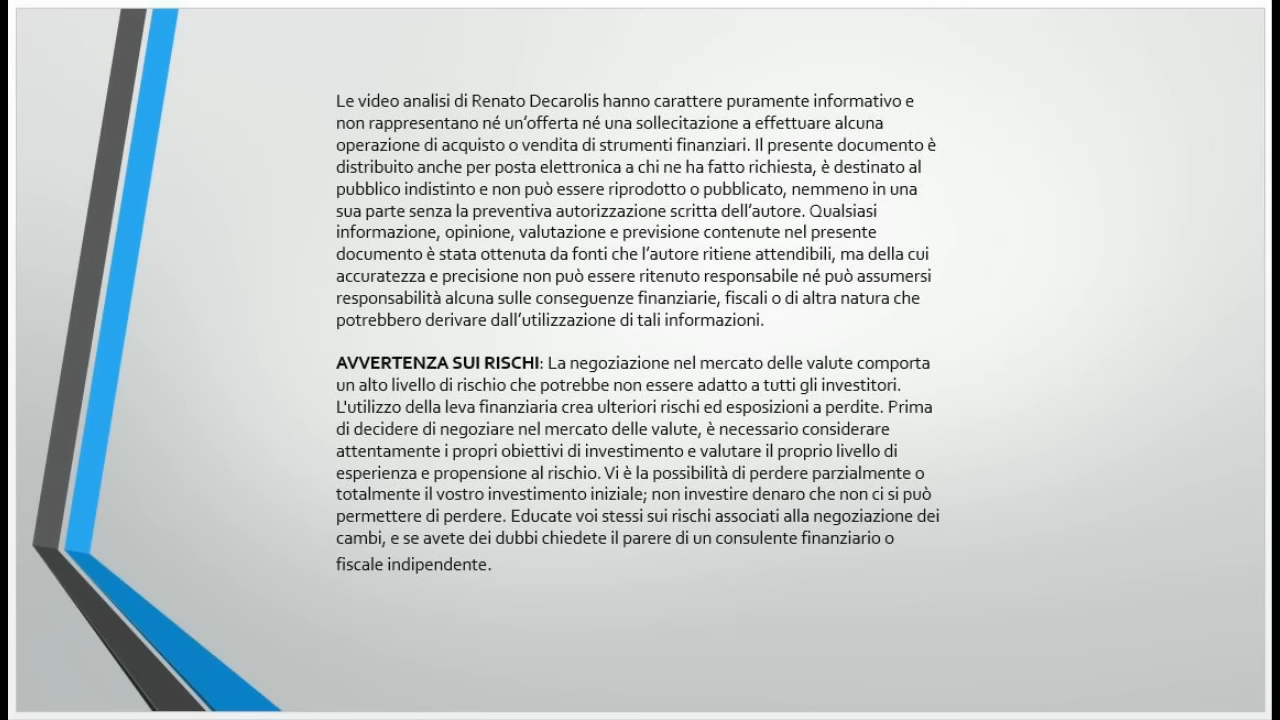 Le video analisi di Renato Decarolis hanno carattere puramente informativo e
non rappresentano né un’offerta né una sollecitazione a effettuare alcuna
operazione di acquisto o vendita di strumenti finanziari. Il presente documento è
distribuito anche per posta elettronica a chi ne ha fatto richiesta, è destinato al
pubblico indistinto e non può essere riprodotto o pubblicato, nemmeno in una
sua parte senza la preventiva autorizzazione scritta dell’autore. Qualsiasi
informazione, opinione, valutazione e previsione contenute nel presente
documento è stata ottenuta da fonti che l’autore ritiene attendibili, ma della cui
accuratezza e precisione non può essere ritenuto responsabile né può assumersi
responsabilità alcuna sulle conseguenze finanziarie, fiscali o di altra natura che
potrebbero derivare dall’utilizzazione di tali informazioni.
AVVERTENZA SUI RISCHI: La negoziazione nel mercato delle valute comporta
un alto livello di rischio che potrebbe non essere adatto a tutti gli investitori.
L'utilizzo della leva finanziaria crea ulteriori rischi ed esposizioni a perdite. Prima
di decidere di negoziare nel mercato delle valute, è necessario considerare
attentamente i propri obiettivi di investimento e valutare il proprio livello di
esperienza e propensione al rischio. Vi è la possibilità di perdere parzialmente o
totalmente il vostro investimento iniziale; non investire denaro che non ci si può
permettere di perdere. Educate voi stessi sui rischi associati alla negoziazione dei
cambi, e se avete dei dubbi chiedete il parere di un consulente finanziario o
fiscale indipendente.